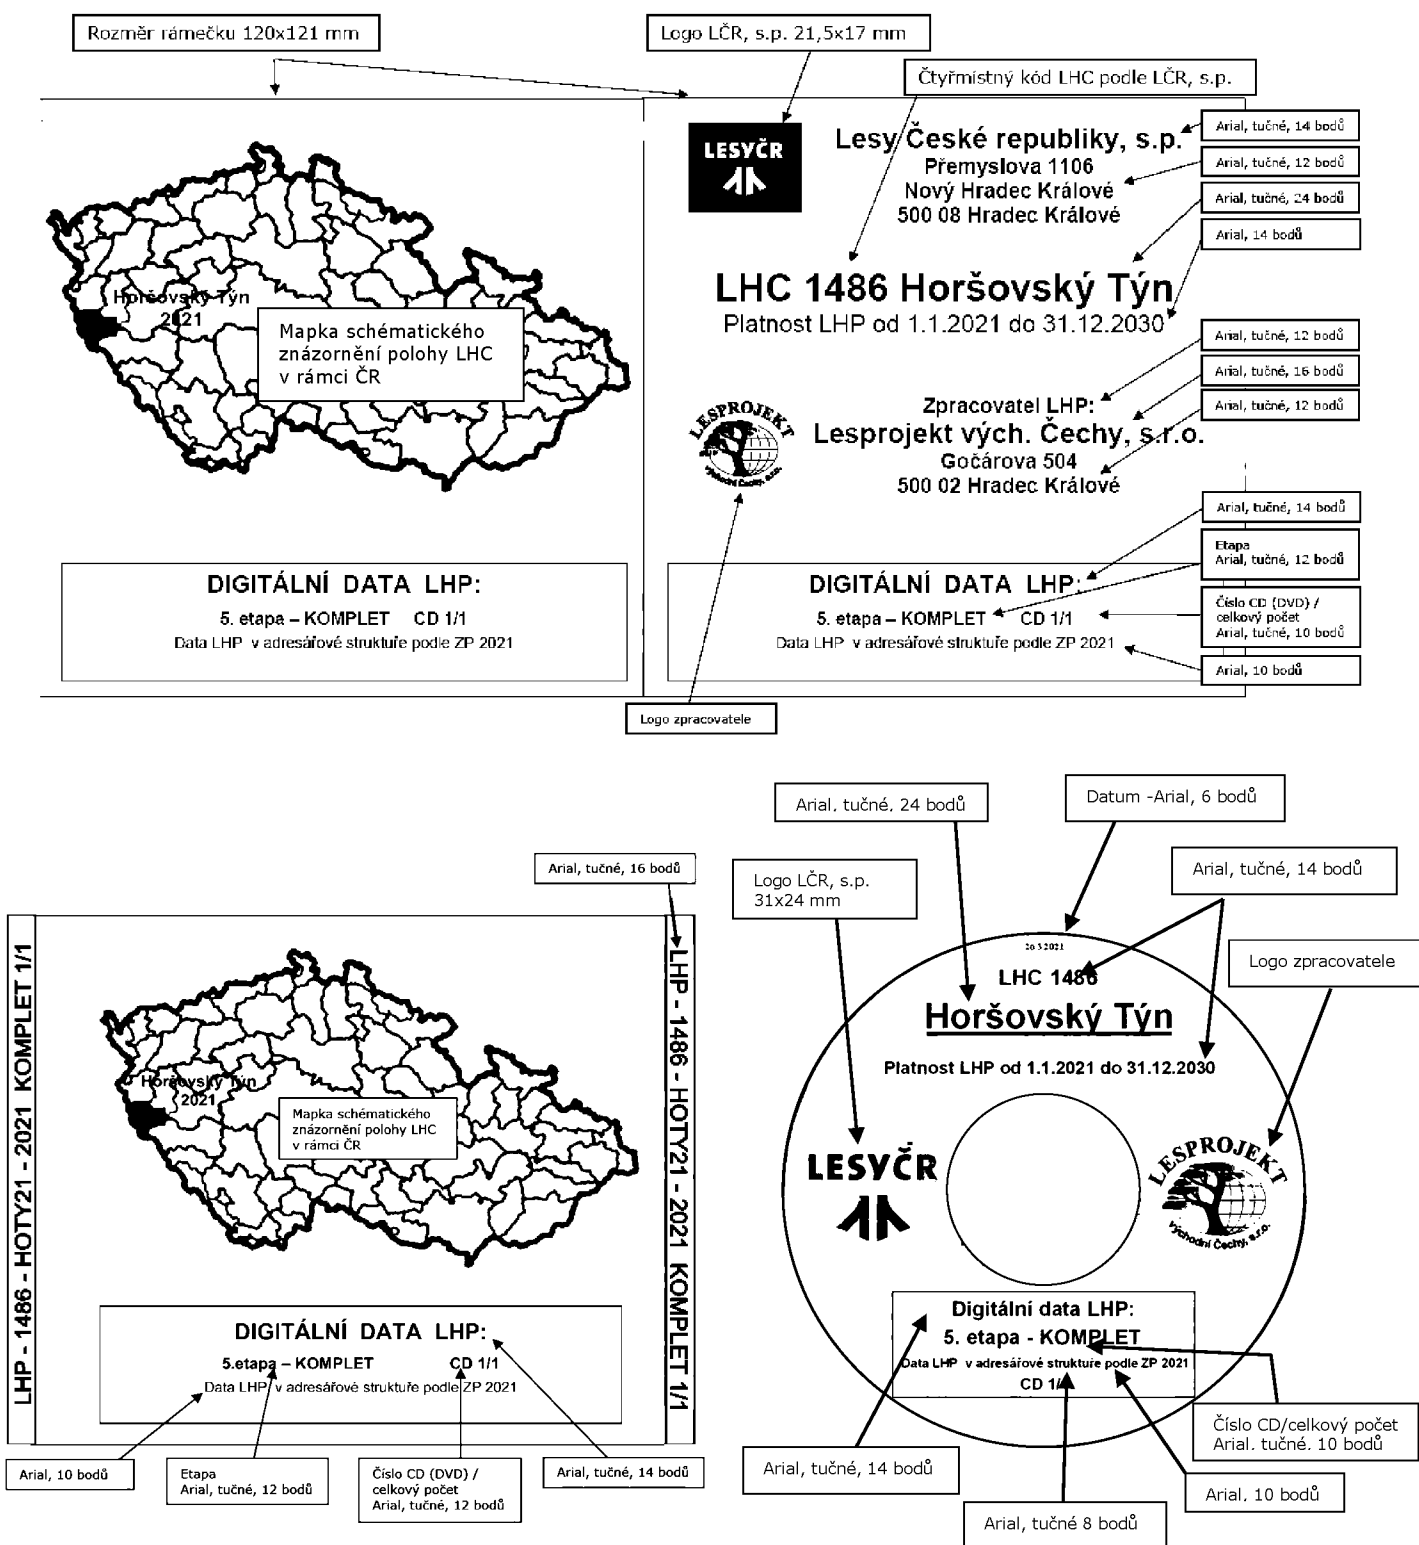 Rozměr rámečku 120x121 mm
Logo LČR, s.p. 21,5x17 mm
Čtyřmístný kód LHC podle LČR, s.p.
LESYČR
Lesy České republiky, s.p.
Přemyslova 1106
Nový Hradec Králové
500 08 Hradec Králové
Arial, tučné, 14 bodů
Arial, tučné, 12 bodů
Arial, tučné, 24 bodů
Arial, 14 bodů
Horšovský Týn
2021
Mapka schématického
znázornění polohy LHC
v rámci ČR
LHC 1486 Horšovský Týn
Platnost LHP od 1.1.2021 do 31.12.2030
Arial, tučné, 12 bodů
Arial, tučné, 16 bodů
Arial, tučné, 12 bodů
LESPROJEKT
východní Čechy, s.r.o.
Zpracovatel LHP:
Lesprojekt vých. Čechy, s.r.o.
Gočárova 504
500 02 Hradec Králové
Arial, tučné, 14 bodů
Etapa
Arial, tučné, 12 bodů
Číslo CD (DVD) /
celkový počet
Arial, tučné, 10 bodů
Arial, 10 bodů
DIGITÁLNÍ DATA LHP:
5. etapa – KOMPLET CD 1/1
Data LHP v adresářové struktuře podle ZP 2021
DIGITÁLNÍ DATA LHP:
5. etapa – KOMPLET CD 1/1
Data LHP v adresářové struktuře podle ZP 2021
Logo zpracovatele
Arial, tučné, 16 bodů
LHP - 1486 - HOTY21 - 2021 KOMPLET 1/1
Horšovský Týn
2021
Mapka schématického
znázornění polohy LHC
v rámci ČR
LHP - 1486 - HOTY21 - 2021 KOMPLET 1/1
DIGITÁLNÍ DATA LHP:
5.etapa – KOMPLET CD 1/1
Data LHP v adresářové struktuře podle ZP 2021
Arial, 10 bodů
Etapa
Arial, tučné, 12 bodů
Číslo CD (DVD) /
celkový počet
Arial, tučné, 12 bodů
Arial, tučné, 14 bodů
Arial, tučné, 24 bodů
Datum -Arial, 6 bodů
Logo LČR, s.p.
31x24 mm
Arial, tučné, 14 bodů
Logo zpracovatele
26 3 2021
LHC 1486
Horšovský Týn
Platnost LHP od 1.1.2021 do 31.12.2030
LESYČR
LESPROJEKT
východní Čechy, s.r.o.
Digitální data LHP:
5. etapa - KOMPLET
Data LHP v adresářové struktuře podle ZP 2021
CD 1/
Arial, tučné, 14 bodů
Arial, tučné 8 bodů
Arial, 10 bodů
Číslo CD/celkový počet
Arial, tučné, 10 bodů